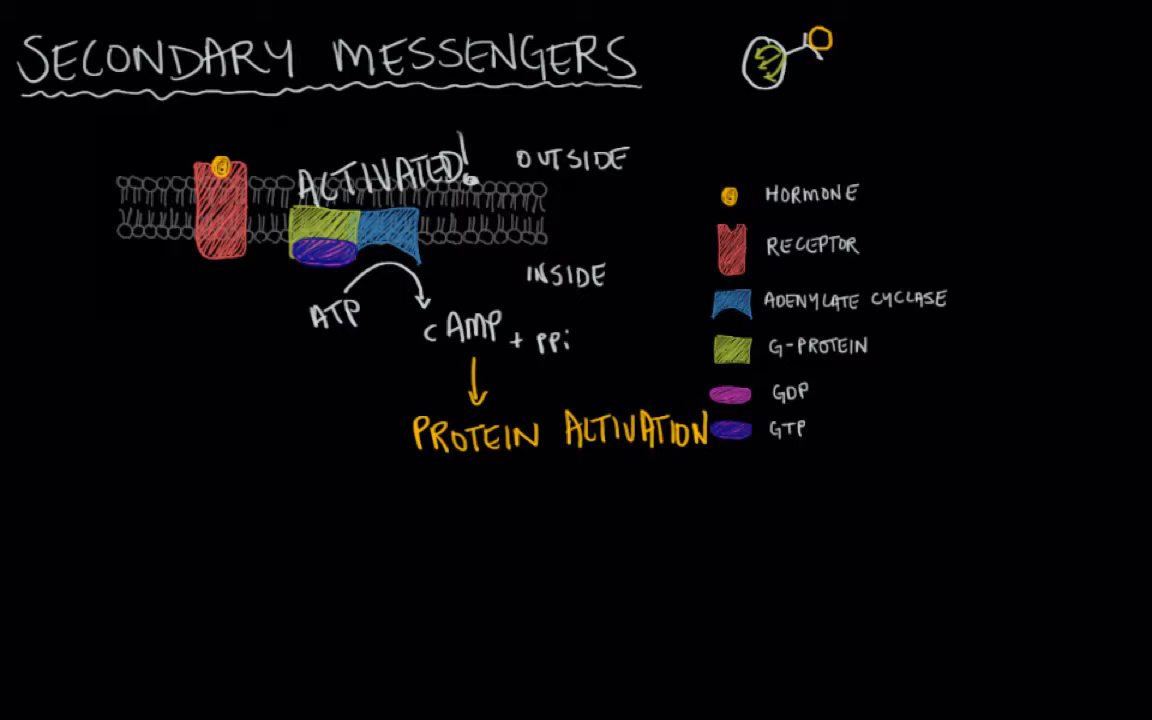 SECONDARY MESSENGERS
ACTIVATED!
OUTSIDE
INSIDE
ATP
cAMP + PPi
PROTEIN ACTIVATION
HORMONE
RECEPTOR
ADENYLATE CYCLASE
G-PROTEIN
GDP
GTP